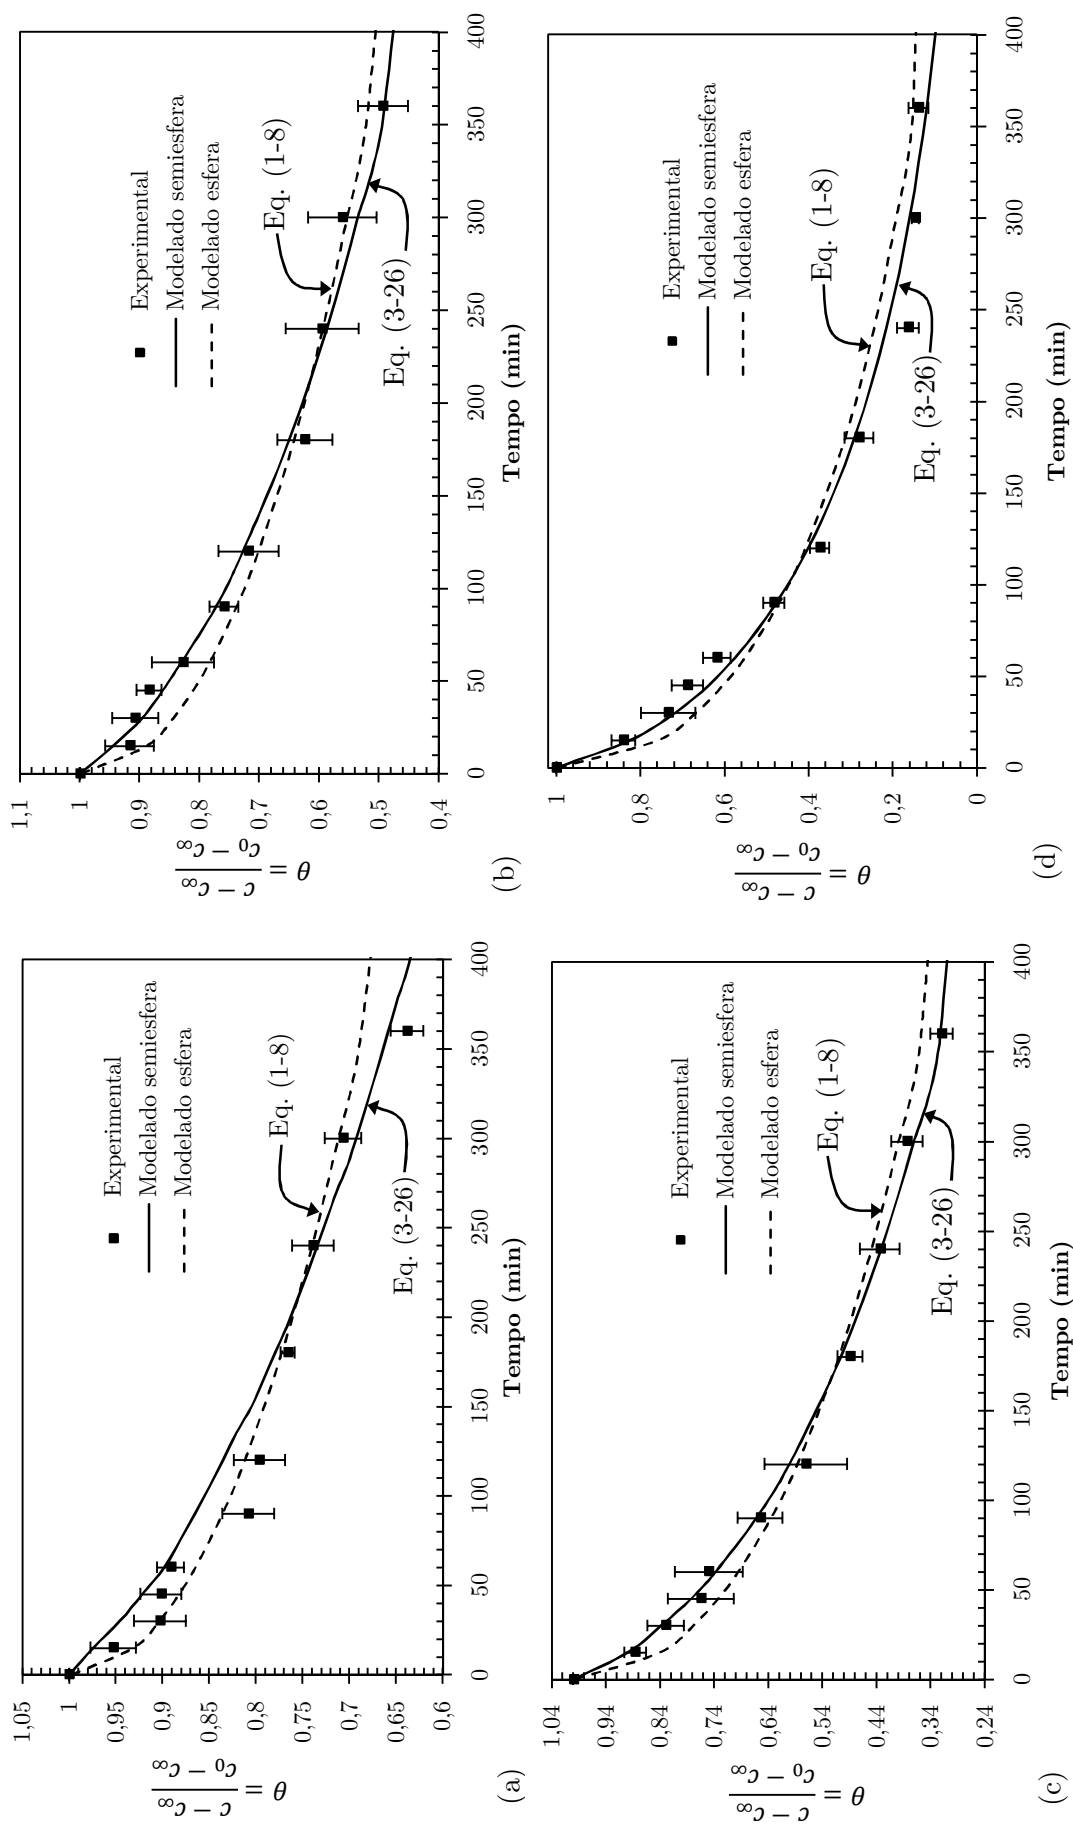 1,05
1
0,95
0,9
0,85
0,8
0,75
0,7
0,65
0,6
0
50
100
150
200
250
300
350
400
θ = (c − c∞)/(c₀ − c∞)
Tempo (min)
Experimental
Modelado semiesfera
Modelado esfera
Eq. (1-8)
Eq. (3-26)
(a)
1,1
1
0,9
0,8
0,7
0,6
0,5
0,4
0
50
100
150
200
250
300
350
400
θ = (c − c∞)/(c₀ − c∞)
Tempo (min)
Experimental
Modelado semiesfera
Modelado esfera
Eq. (1-8)
Eq. (3-26)
(b)
1,04
0,94
0,84
0,74
0,64
0,54
0,44
0,34
0,24
0
50
100
150
200
250
300
350
400
θ = (c − c∞)/(c₀ − c∞)
Tempo (min)
Experimental
Modelado semiesfera
Modelado esfera
Eq. (1-8)
Eq. (3-26)
(c)
1
0,8
0,6
0,4
0,2
0
0
50
100
150
200
250
300
350
400
θ = (c − c∞)/(c₀ − c∞)
Tempo (min)
Experimental
Modelado semiesfera
Modelado esfera
Eq. (1-8)
Eq. (3-26)
(d)